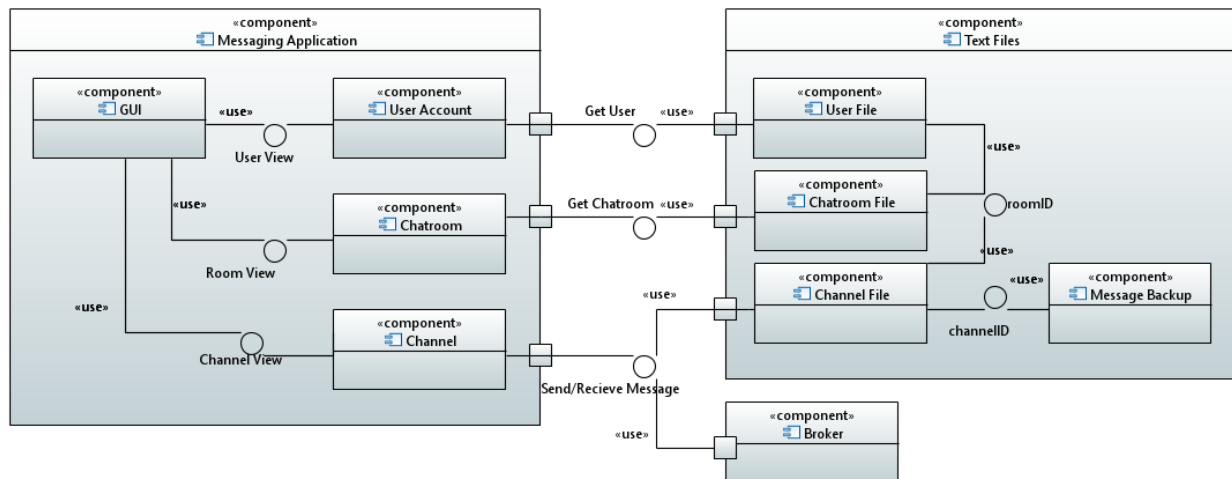 «component»
Messaging Application
«component»
GUI
«use»
User View
«component»
User Account
«use»
Room View
«component»
Chatroom
«use»
Channel View
«component»
Channel
Get User «use»
Get Chatroom «use»
«use»
Send/Recieve Message
«use»
«component»
Text Files
«component»
User File
«use»
«component»
Chatroom File
roomID
«use»
«component»
Channel File
«use»
channelID
«component»
Message Backup
«component»
Broker